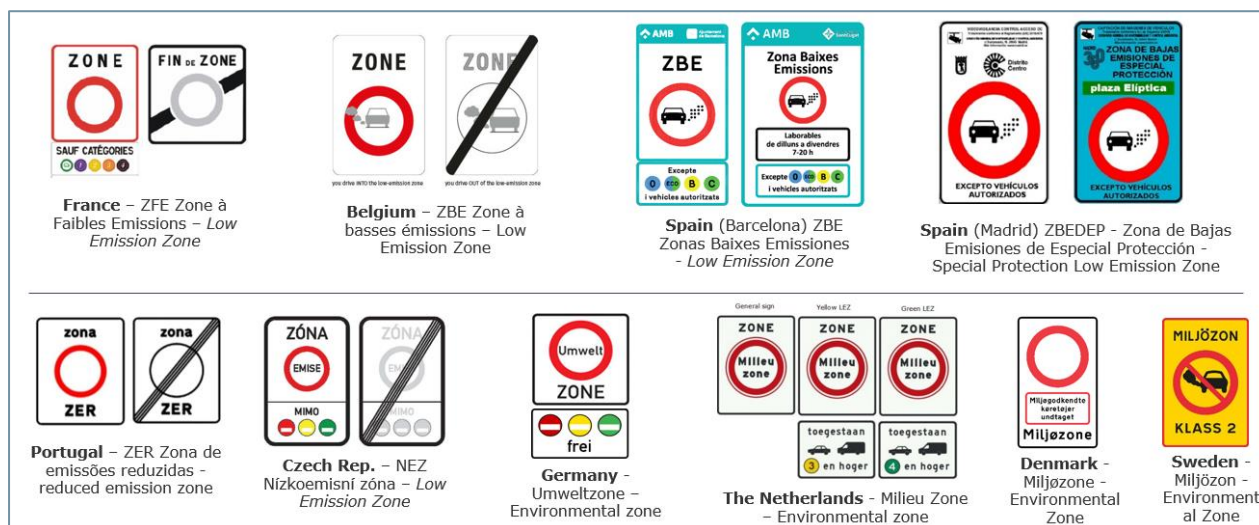 ZONE
SAUF CATÉGORIES
FIN DE ZONE
France – ZFE Zone à
Faibles Emissions – Low
Emission Zone
ZONE
you drive INTO the low-emission zone
ZONE
you drive OUT of the low-emission zone
Belgium – ZBE Zone à
basses émissions – Low
Emission Zone
AMB
ZBE
Excepte
0 ECO B C
i vehicles autoritzats
AMB
Zona Baixes
Emissions
Laborables
de dilluns a divendres
7-20 h
Excepte
0 ECO B C
i vehicles autoritzats
Spain (Barcelona) ZBE
Zonas Baixes Emissiones
- Low Emission Zone
Distrito
Centro
EXCEPTO VEHÍCULOS
AUTORIZADOS
ZONA DE BAJAS
EMISIONES DE
ESPECIAL
PROTECCIÓN
plaza Elíptica
EXCEPTO VEHÍCULOS
AUTORIZADOS
Spain (Madrid) ZBEDEP - Zona de Bajas
Emisiones de Especial Protección -
Special Protection Low Emission Zone
zona
ZER
zona
ZER
Portugal – ZER Zona de
emissões reduzidas -
reduced emission zone
ZÓNA
EMISE
MIMO
ZÓNA
MIMO
Czech Rep. – NEZ
Nízkoemisní zóna – Low
Emission Zone
Umwelt
ZONE
frei
Germany -
Umweltzone –
Environmental zone
General sign
ZONE
Milieu
zone
Yellow LEZ
ZONE
Milieu
zone
toegestaan
3 en hoger
Green LEZ
ZONE
Milieu
zone
toegestaan
4 en hoger
The Netherlands - Milieu Zone
– Environmental zone
Miljøgodkendte
køretøjer
undtaget
Miljøzone
Denmark -
Miljøzone -
Environmental
Zone
MILJÖZON
KLASS 2
Sweden -
Miljözon -
Environment
al Zone